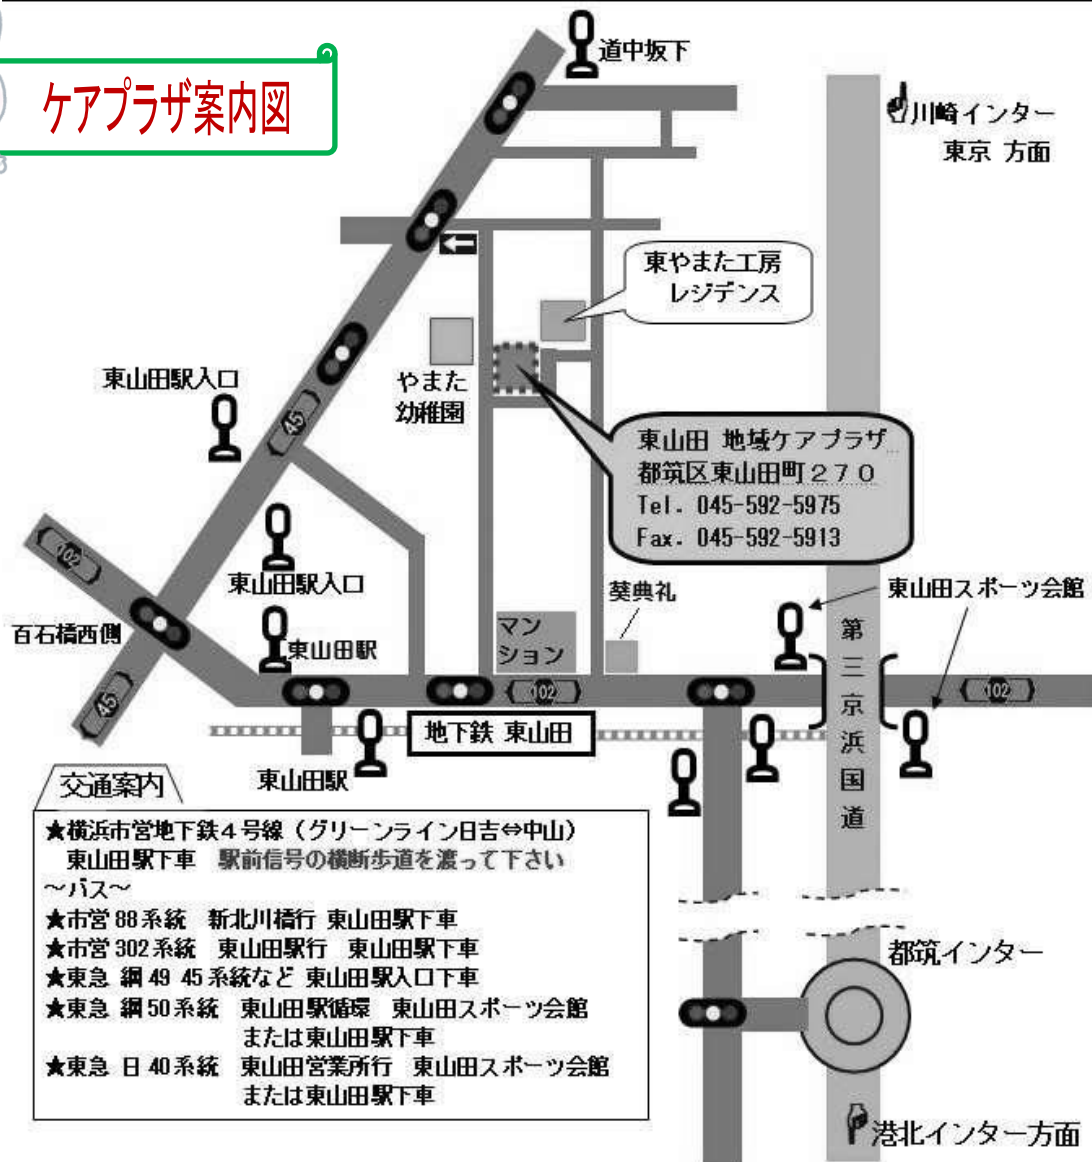 ケアプラザ案内図
道中坂下
川崎インター
東京 方面
東やまた工房
レジデンス
東山田駅入口
やまた
幼稚園
45
東山田 地域ケアプラザ
都筑区東山田町270
Tel. 045-592-5975
Fax. 045-592-5913
102
東山田駅入口
葵典礼
東山田スポーツ会館
百石橋西側
東山田駅
マン
ション
第三京浜国道
45
102
102
地下鉄 東山田
東山田駅
交通案内
★横浜市営地下鉄4号線(グリーンライン日吉⇔中山)
東山田駅下車 駅前信号の横断歩道を渡って下さい
~バス~
★市営88系統 新北川橋行 東山田駅下車
★市営302系統 東山田駅行 東山田駅下車
★東急 綱49 45系統など 東山田駅入口下車
★東急 綱50系統 東山田駅循環 東山田スポーツ会館
または東山田駅下車
★東急 日40系統 東山田営業所行 東山田スポーツ会館
または東山田駅下車
都筑インター
港北インター方面